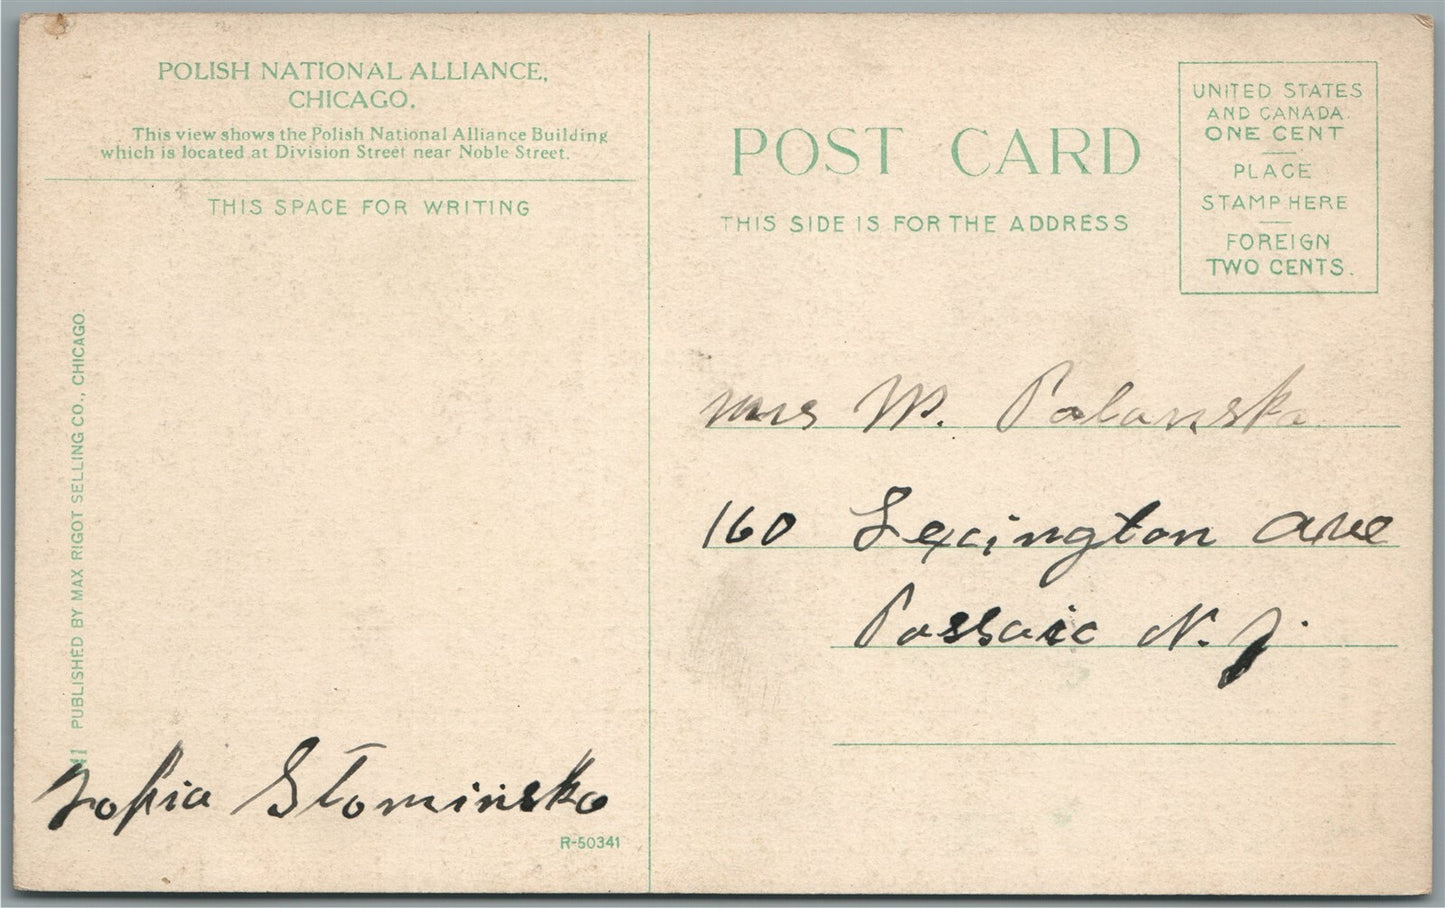 POLISH NATIONAL ALLIANCE,
CHICAGO.
This view shows the Polish National Alliance Building
which is located at Division Street near Noble Street.
THIS SPACE FOR WRITING
PUBLISHED BY MAX RIGOT SELLING CO., CHICAGO
Zofia Słomińska
R-50341
POST CARD
THIS SIDE IS FOR THE ADDRESS
UNITED STATES
AND CANADA.
ONE CENT
PLACE
STAMP HERE
FOREIGN
TWO CENTS.
Mrs M. Polanska
160 Lexington Ave
Passaic N. J.